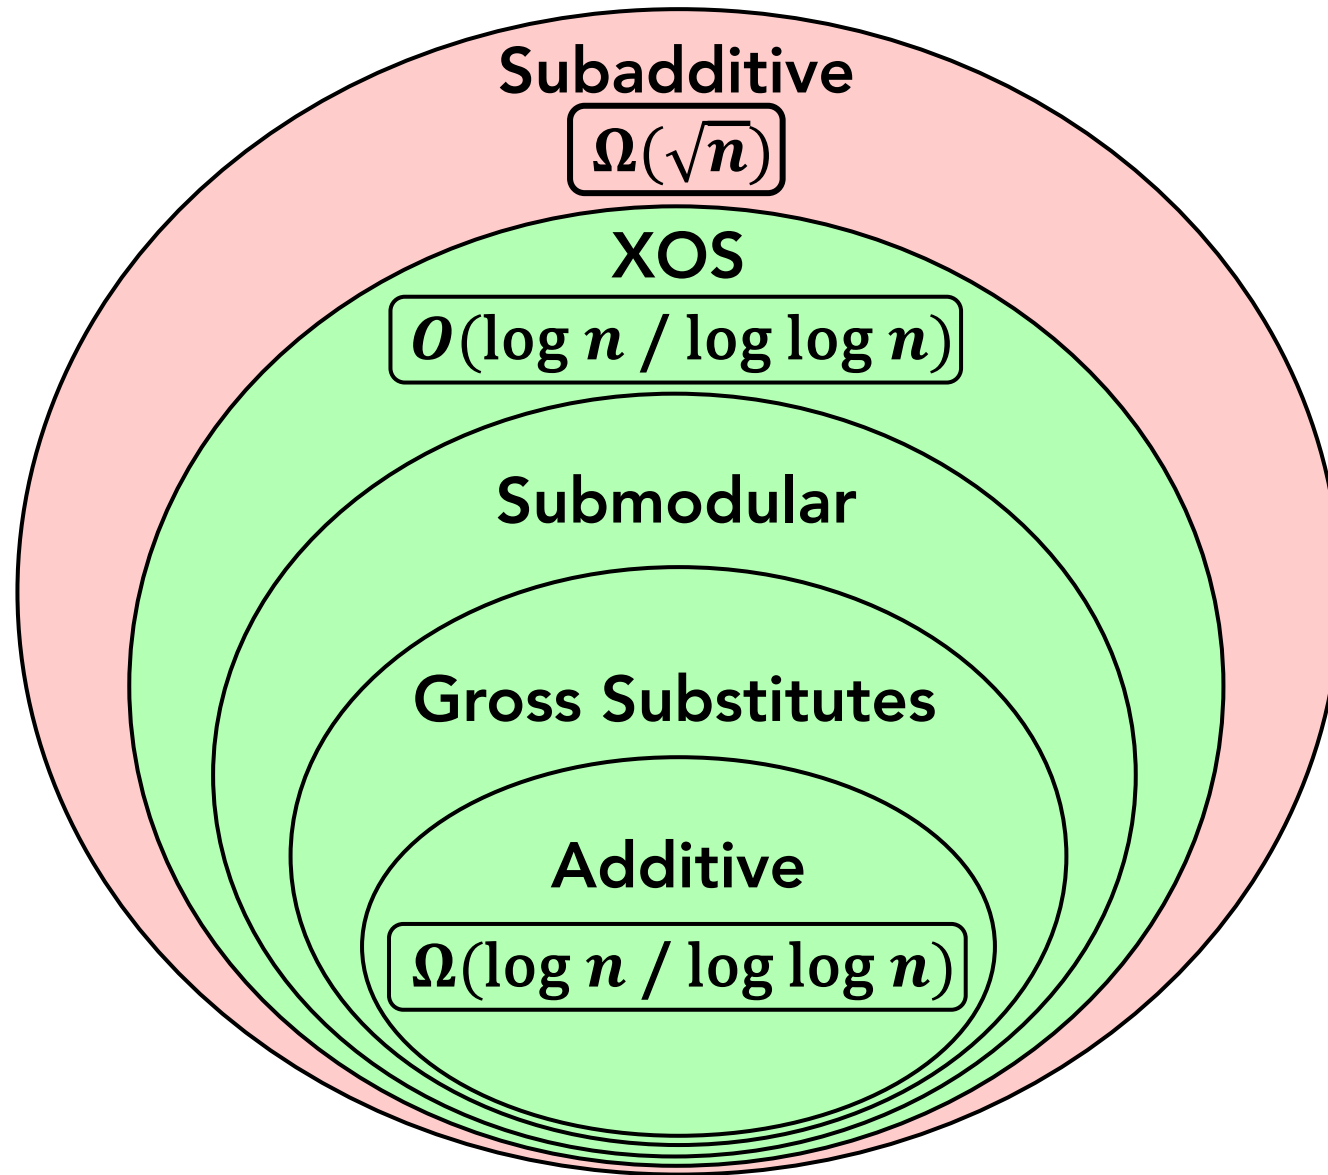 Subadditive
Ω(√n)
XOS
O(log n / log log n)
Submodular
Gross Substitutes
Additive
Ω(log n / log log n)